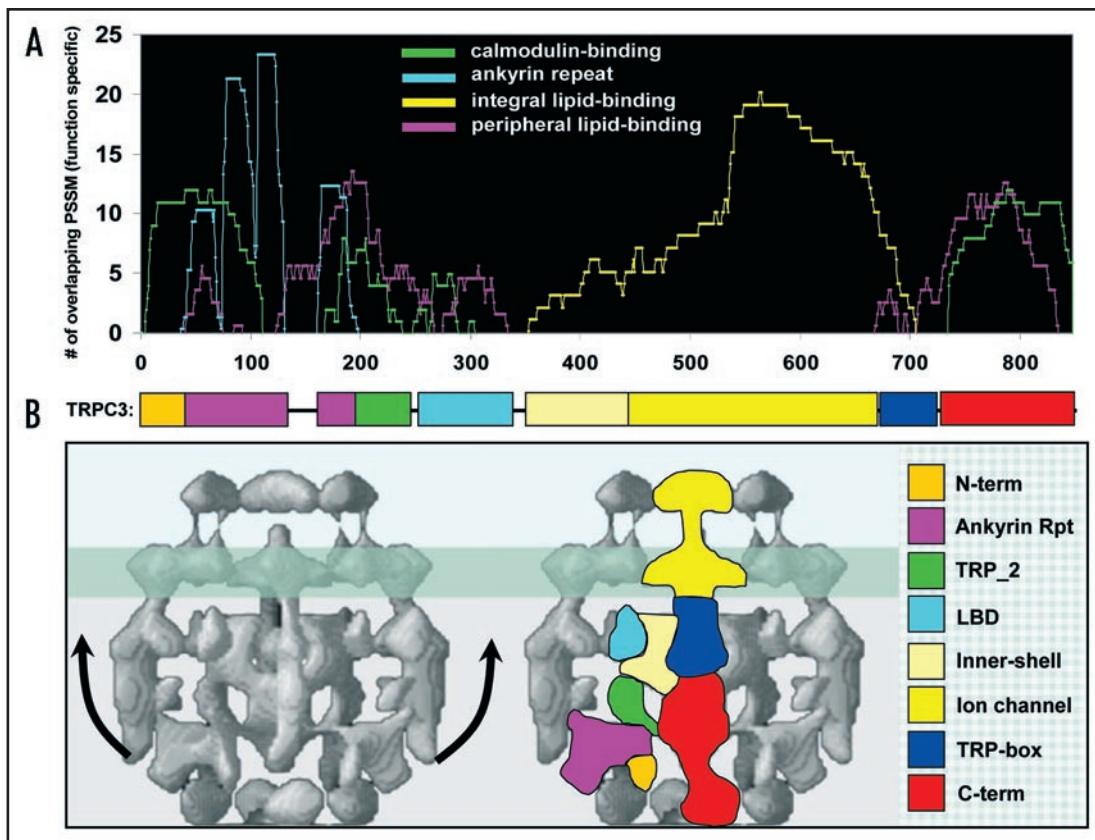 A
# of overlapping PSSM (function specific)
25
20
15
10
5
0
calmodulin-binding
ankyrin repeat
integral lipid-binding
peripheral lipid-binding
0 100 200 300 400 500 600 700 800
B
TRPC3:
N-term
Ankyrin Rpt
TRP_2
LBD
Inner-shell
Ion channel
TRP-box
C-term